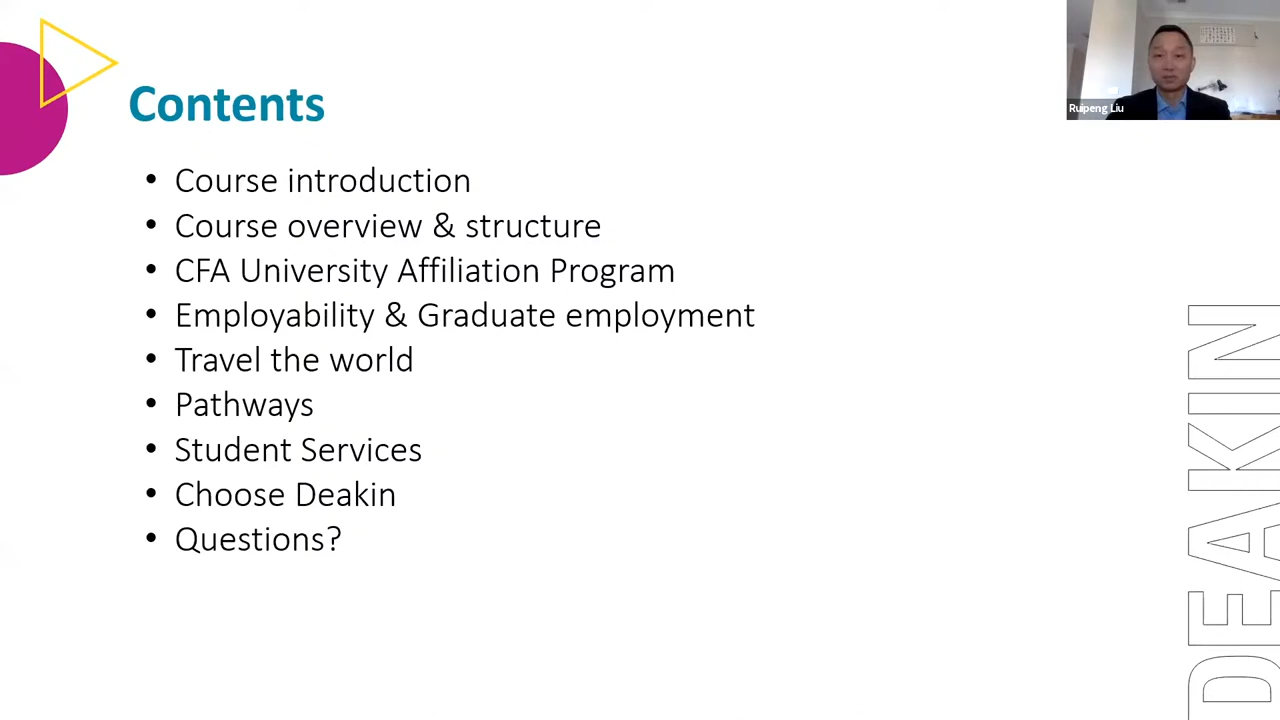 Contents
• Course introduction
• Course overview & structure
• CFA University Affiliation Program
• Employability & Graduate employment
• Travel the world
• Pathways
• Student Services
• Choose Deakin
• Questions?
Ruipeng Liu
DEAKIN